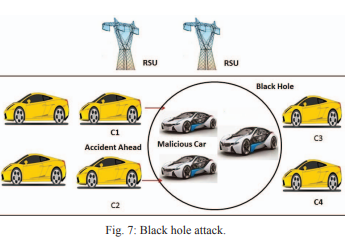 RSU RSU
Black Hole
C1 C3
Accident Ahead Malicious Car
C2 C4
Fig. 7: Black hole attack.